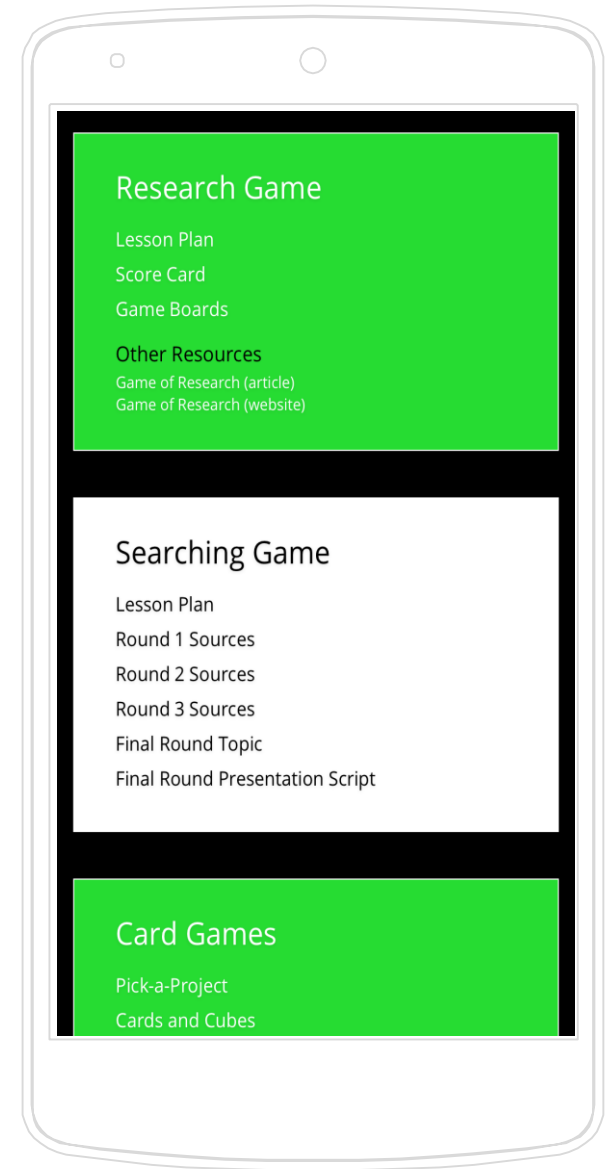 Research Game
Lesson Plan
Score Card
Game Boards
Other Resources
Game of Research (article)
Game of Research (website)
Searching Game
Lesson Plan
Round 1 Sources
Round 2 Sources
Round 3 Sources
Final Round Topic
Final Round Presentation Script
Card Games
Pick-a-Project
Cards and Cubes